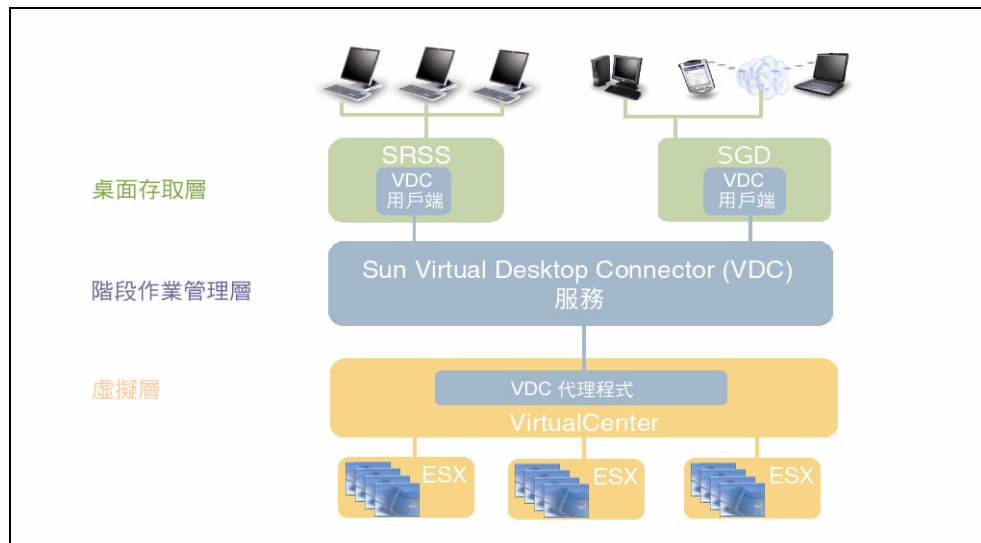 SRSS
VDC
用戶端
SGD
VDC
用戶端
桌面存取層
Sun Virtual Desktop Connector (VDC)
服務
階段作業管理層
虛擬層
VDC 代理程式
VirtualCenter
ESX
ESX
ESX